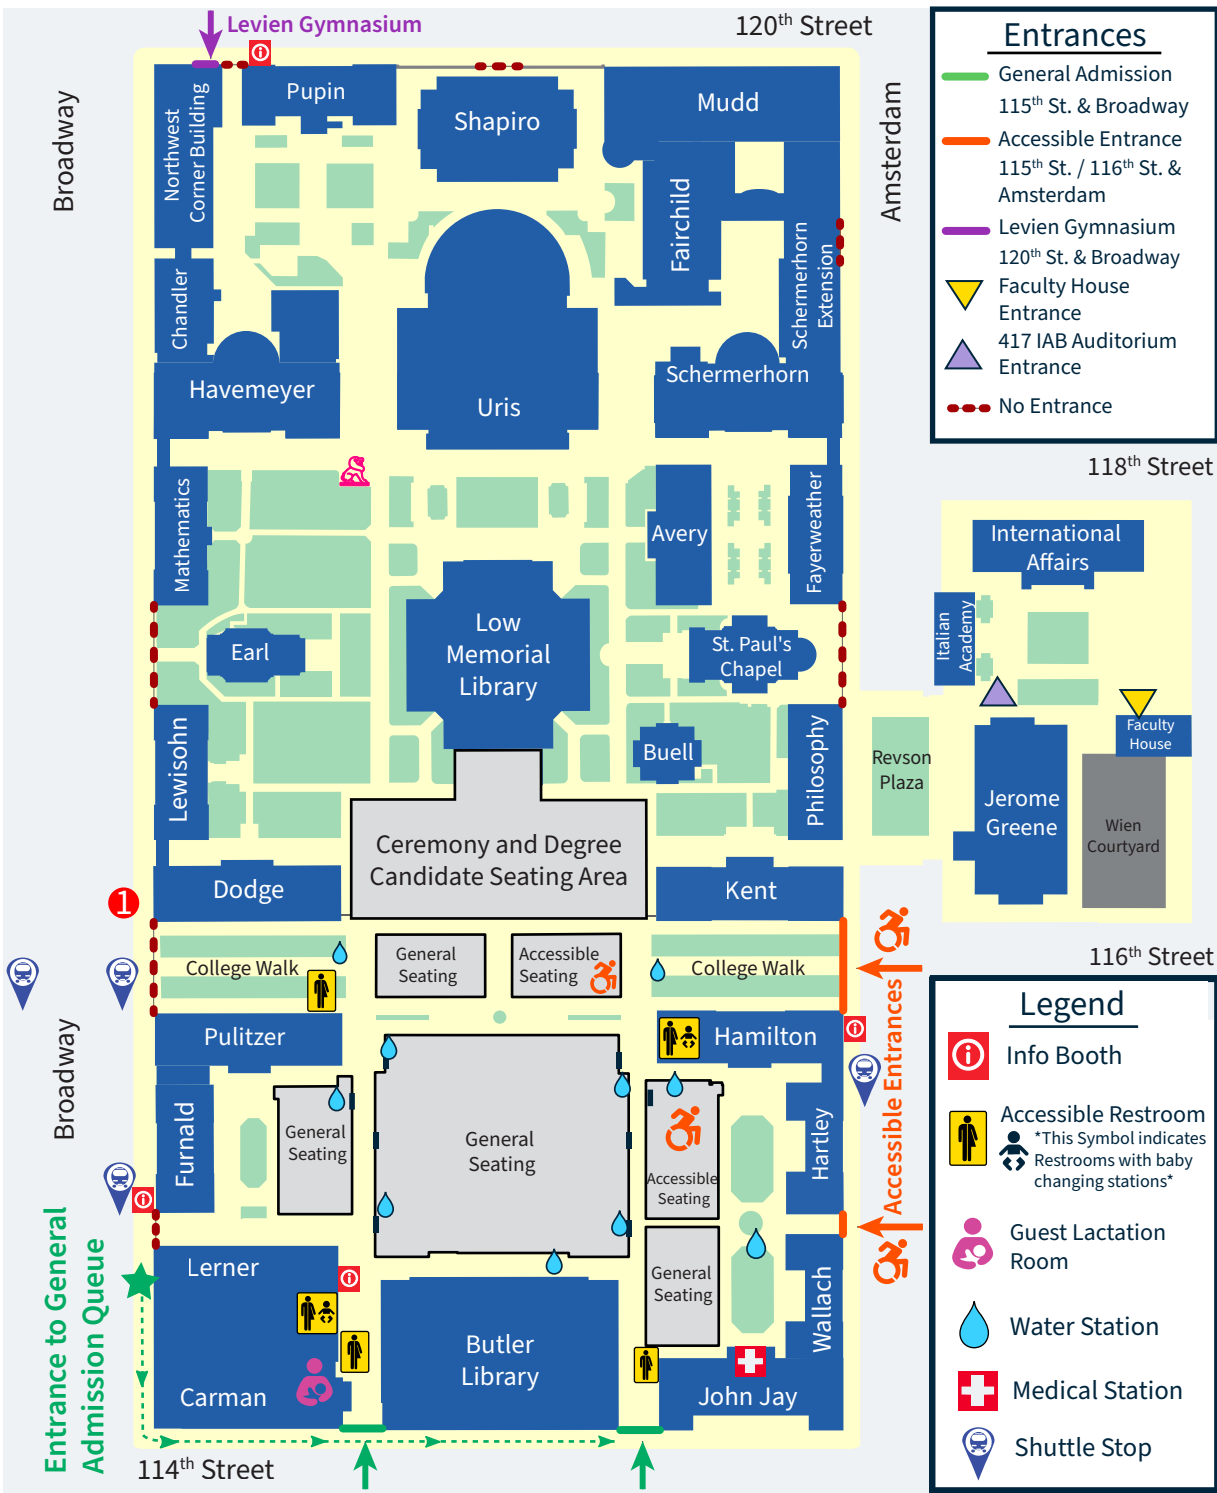 Levien Gymnasium
120th Street
Broadway
Amsterdam
Entrances
General Admission
115th St. & Broadway
Accessible Entrance
115th St. / 116th St. &
Amsterdam
Levien Gymnasium
120th St. & Broadway
Faculty House
Entrance
417 IAB Auditorium
Entrance
No Entrance
Northwest
Corner Building
Pupin
Shapiro
Mudd
Fairchild
Schermerhorn
Extension
Chandler
Havemeyer
Uris
Schermerhorn
118th Street
Mathematics
Avery
Fayerweather
International
Affairs
Italian
Academy
Earl
Low
Memorial
Library
St. Paul's
Chapel
Lewisohn
Buell
Philosophy
Revson
Plaza
Faculty
House
Jerome
Greene
Wien
Courtyard
Ceremony and Degree
Candidate Seating Area
Dodge
Kent
1
116th Street
College Walk
General
Seating
Accessible
Seating
College Walk
Pulitzer
Hamilton
Broadway
Furnald
General
Seating
General
Seating
Accessible
Seating
Hartley
Accessible Entrances
General
Seating
Wallach
Lerner
Carman
Butler
Library
John Jay
Entrance to General
Admission Queue
114th Street
Legend
Info Booth
Accessible Restroom
*This Symbol indicates
Restrooms with baby
changing stations*
Guest Lactation
Room
Water Station
Medical Station
Shuttle Stop